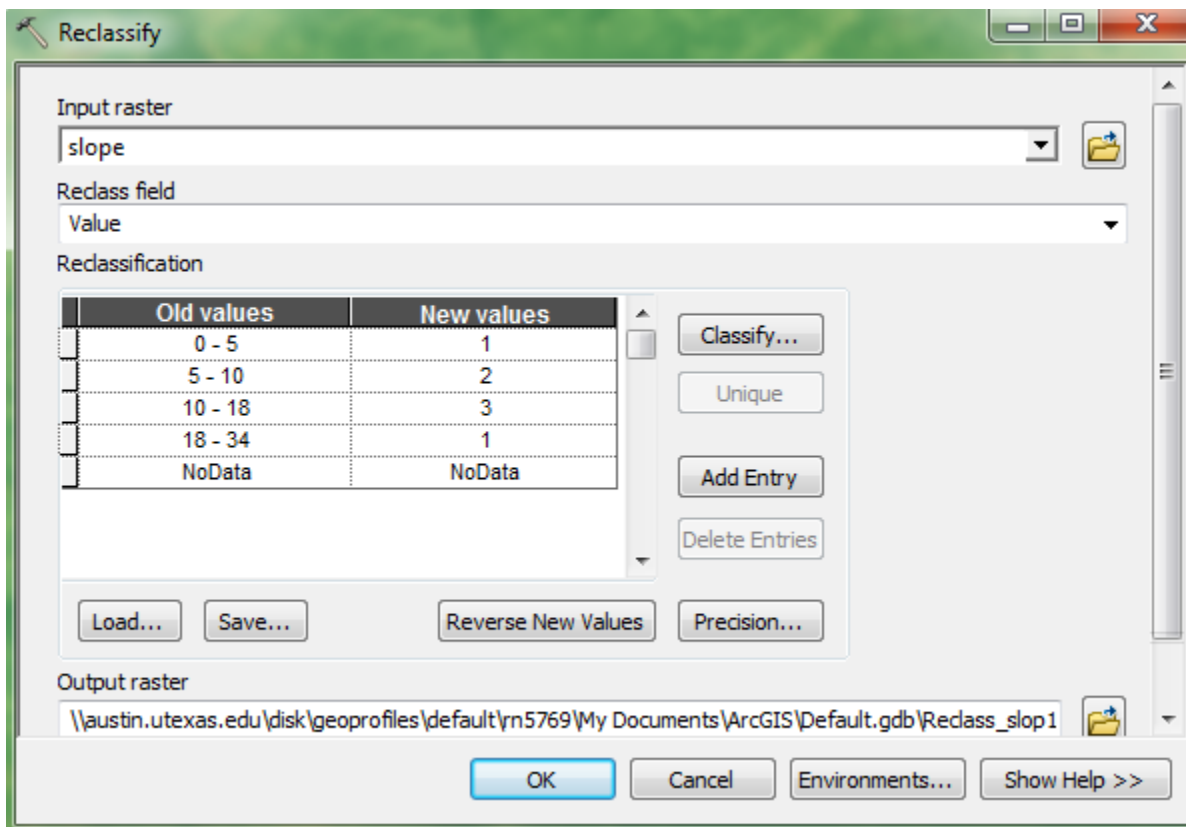 Reclassify
Input raster
slope
Reclass field
Value
Reclassification
Old values New values
0 - 5 1
5 - 10 2
10 - 18 3
18 - 34 1
NoData NoData
Classify...
Unique
Add Entry
Delete Entries
Load... Save... Reverse New Values Precision...
Output raster
\\austin.utexas.edu\disk\geoprofiles\default\rn5769\My Documents\ArcGIS\Default.gdb\Reclass_slop1
OK Cancel Environments... Show Help >>